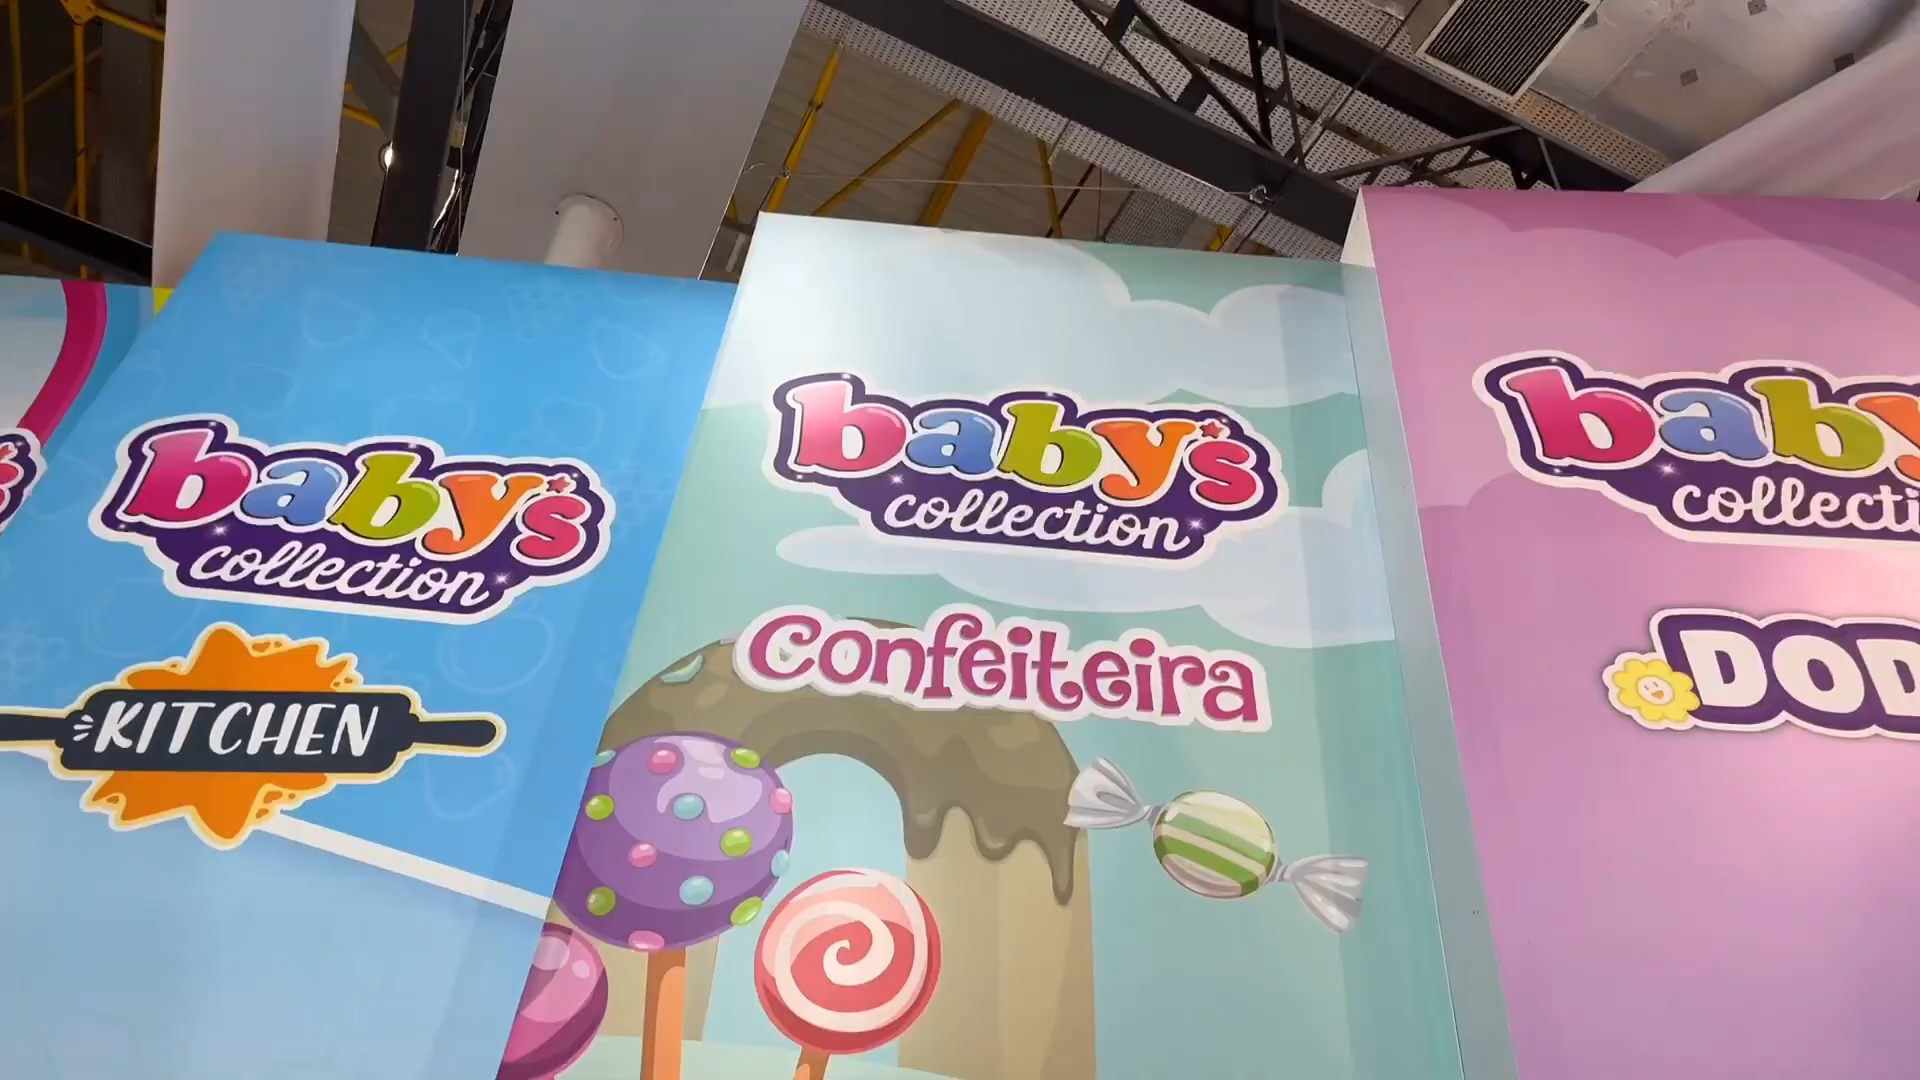 baby's
collection
KITCHEN
baby's
collection
Confeiteira
baby
collecti
DOD